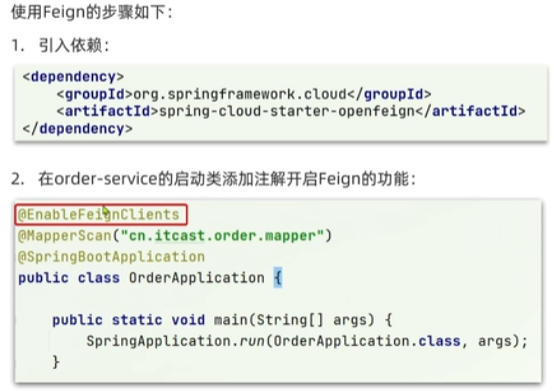 使用Feign的步骤如下：
1. 引入依赖：
<dependency>
<groupId>org.springframework.cloud</groupId>
<artifactId>spring-cloud-starter-openfeign</artifactId>
</dependency>
2. 在order-service的启动类添加注解开启Feign的功能：
@EnableFeignClients
@MapperScan("cn.itcast.order.mapper")
@SpringBootApplication
public class OrderApplication {
public static void main(String[] args) {
SpringApplication.run(OrderApplication.class, args);
}